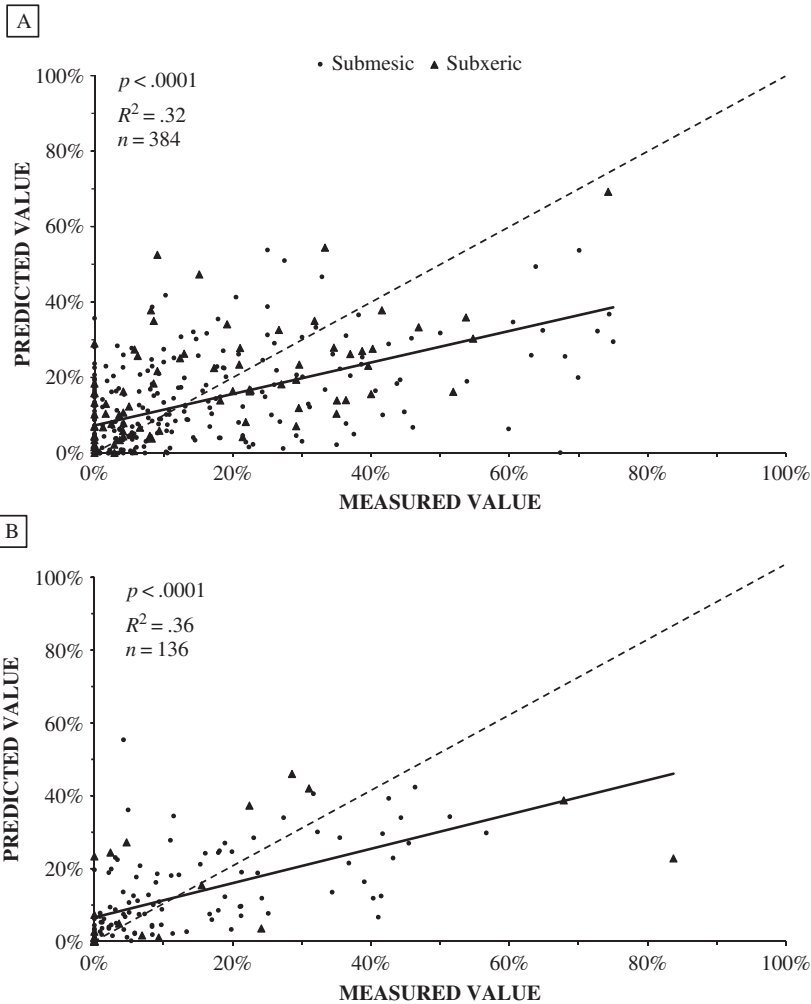 A
• Submesic ▲ Subxeric
100%
p < .0001
R² = .32
n = 384
80%
60%
40%
20%
0%
PREDICTED VALUE
0% 20% 40% 60% 80% 100%
MEASURED VALUE
B
100%
p < .0001
R² = .36
n = 136
80%
60%
40%
20%
0%
PREDICTED VALUE
0% 20% 40% 60% 80% 100%
MEASURED VALUE